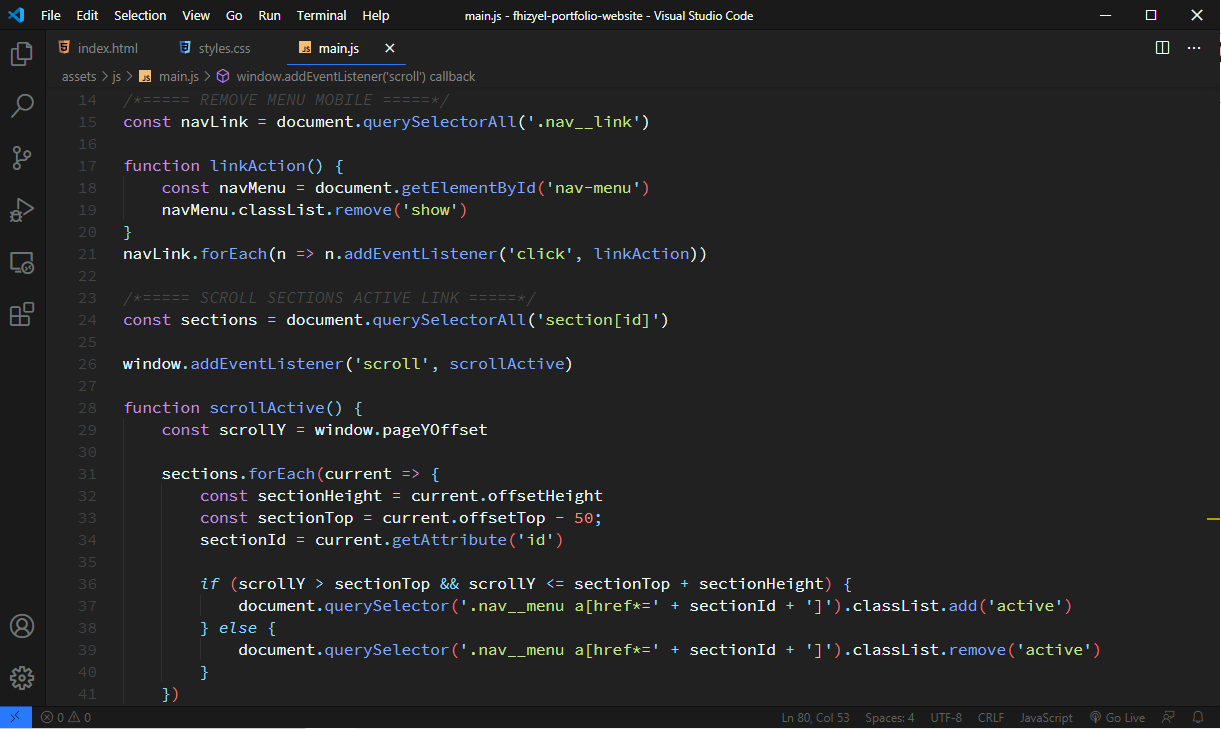 File Edit Selection View Go Run Terminal Help main.js - fhizyel-portfolio-website - Visual Studio Code
index.html styles.css JS main.js
assets > js > JS main.js > window.addEventListener('scroll') callback
14 /*===== REMOVE MENU MOBILE =====*/
15 const navLink = document.querySelectorAll('.nav__link')
16
17 function linkAction() {
18 const navMenu = document.getElementById('nav-menu')
19 navMenu.classList.remove('show')
20 }
21 navLink.forEach(n => n.addEventListener('click', linkAction))
22
23 /*===== SCROLL SECTIONS ACTIVE LINK =====*/
24 const sections = document.querySelectorAll('section[id]')
25
26 window.addEventListener('scroll', scrollActive)
27
28 function scrollActive() {
29 const scrollY = window.pageYOffset
30
31 sections.forEach(current => {
32 const sectionHeight = current.offsetHeight
33 const sectionTop = current.offsetTop - 50;
34 sectionId = current.getAttribute('id')
35
36 if (scrollY > sectionTop && scrollY <= sectionTop + sectionHeight) {
37 document.querySelector('.nav__menu a[href*=' + sectionId + ']').classList.add('active')
38 } else {
39 document.querySelector('.nav__menu a[href*=' + sectionId + ']').classList.remove('active')
40 }
41 })
0 0 Ln 80, Col 53 Spaces: 4 UTF-8 CRLF JavaScript Go Live